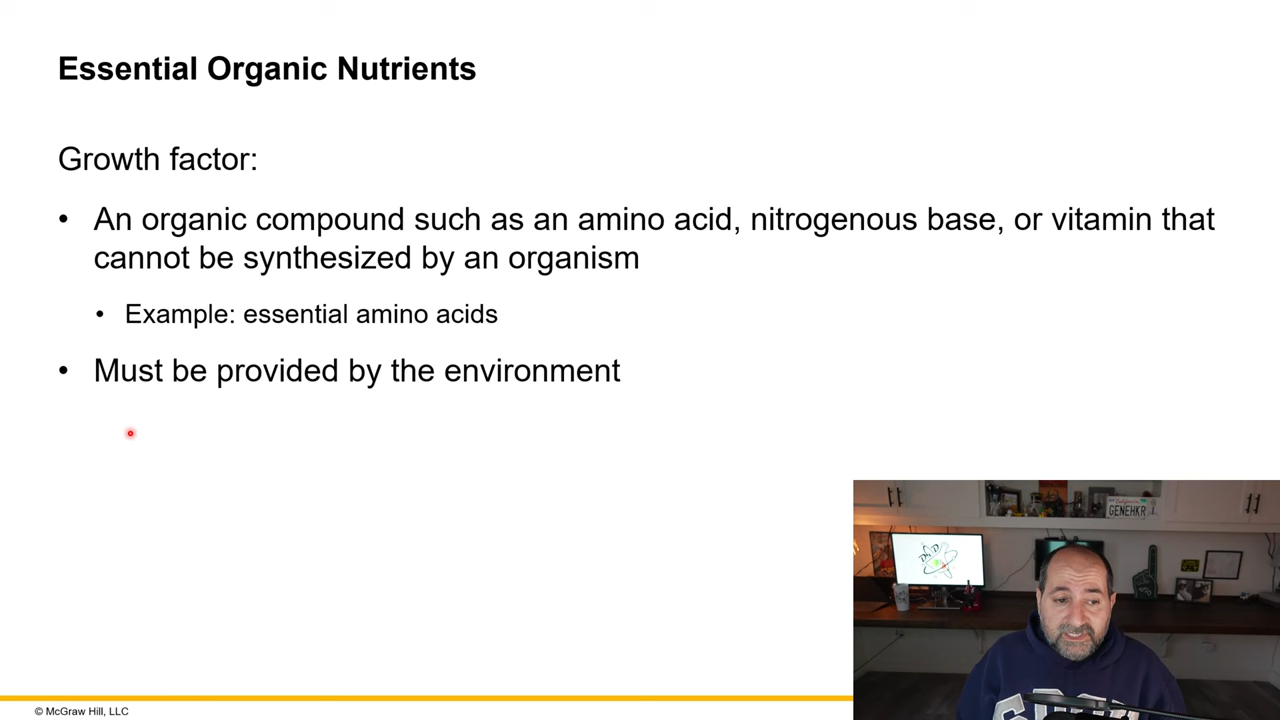 Essential Organic Nutrients
Growth factor:
• An organic compound such as an amino acid, nitrogenous base, or vitamin that
cannot be synthesized by an organism
• Example: essential amino acids
• Must be provided by the environment
GENEHKR
© McGraw Hill, LLC